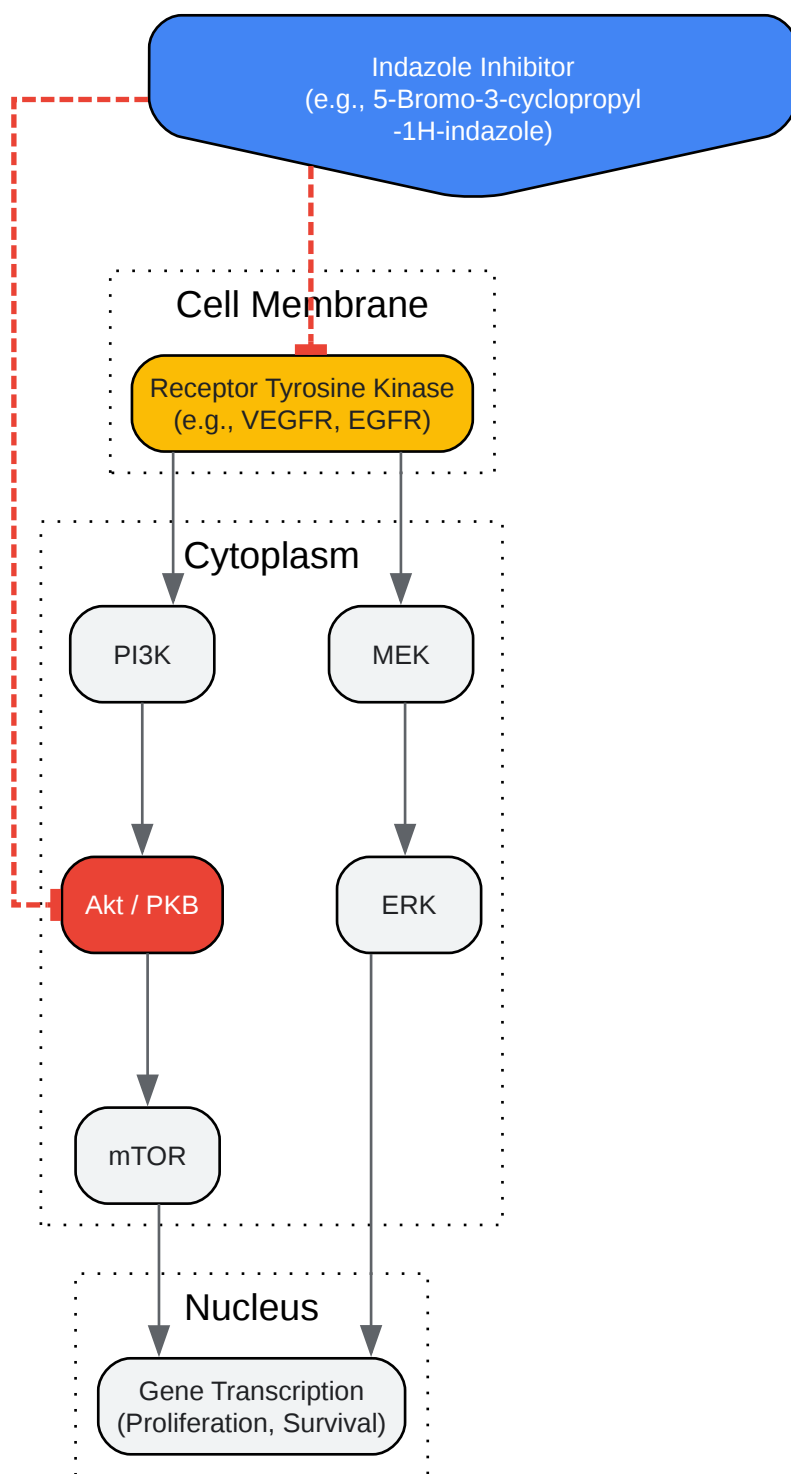 Indazole Inhibitor
(e.g., 5-Bromo-3-cyclopropyl
-1H-indazole)
Cell Membrane
Receptor Tyrosine Kinase
(e.g., VEGFR, EGFR)
Cytoplasm
PI3K
MEK
Akt / PKB
ERK
mTOR
Nucleus
Gene Transcription
(Proliferation, Survival)